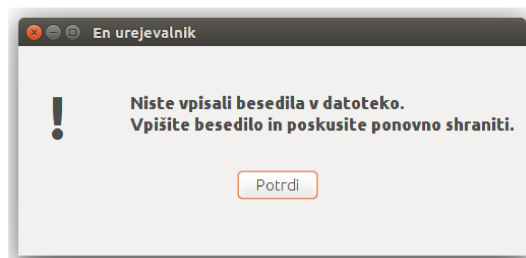 En urejevalnik
Niste vpisali besedila v datoteko.
Vpišite besedilo in poskusite ponovno shraniti.
Potrdi